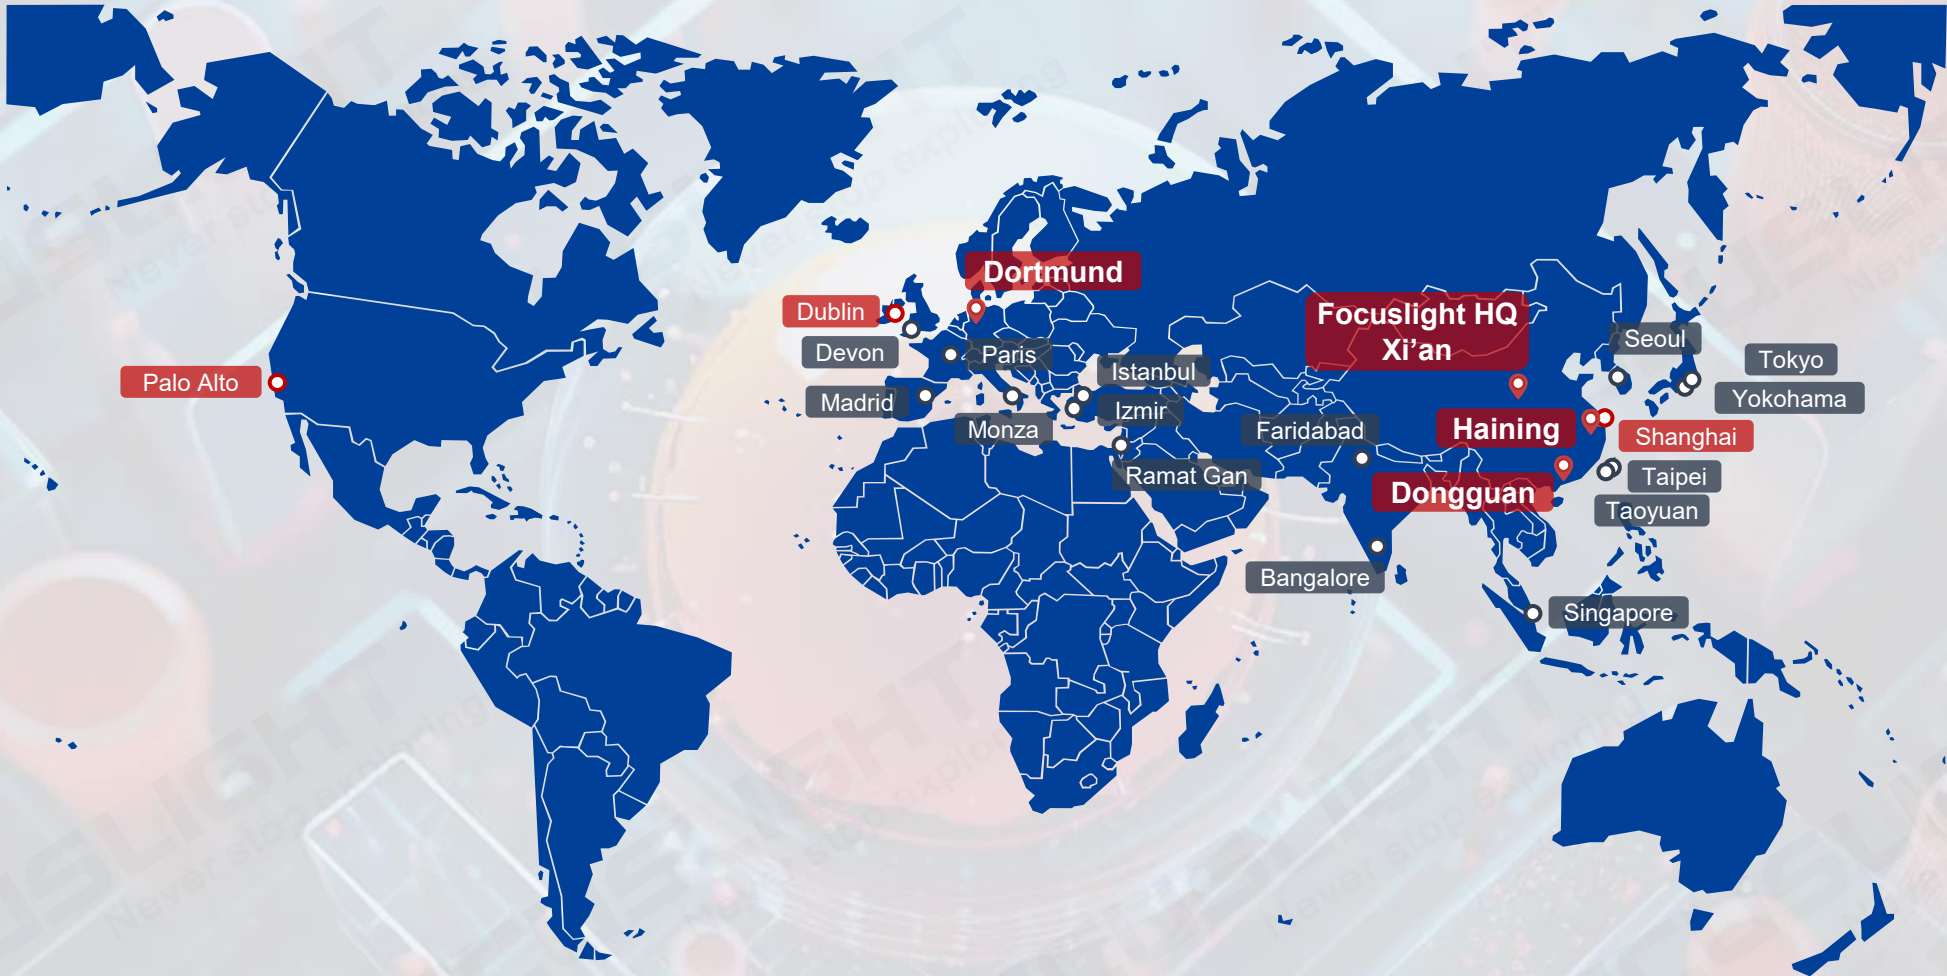 Dortmund
Dublin
Focuslight HQ
Xi’an
Devon
Paris
Seoul
Tokyo
Istanbul
Palo Alto
Madrid
Izmir
Yokohama
Monza
Faridabad
Haining
Shanghai
Ramat Gan
Taipei
Dongguan
Taoyuan
Bangalore
Singapore